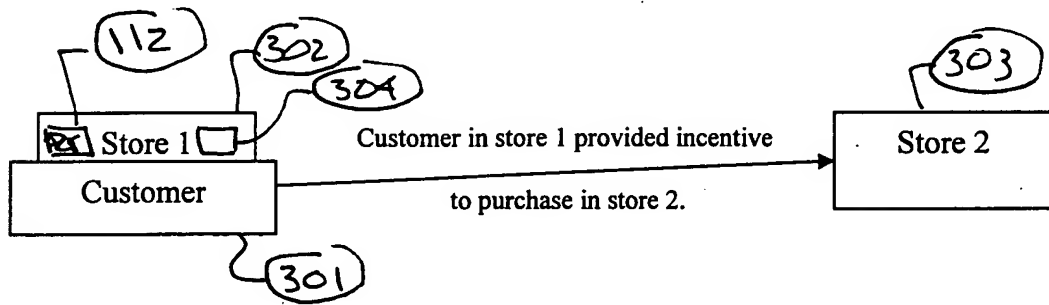 112
302
304
303
Store 1
Store 2
Customer in store 1 provided incentive
Customer
to purchase in store 2.
301